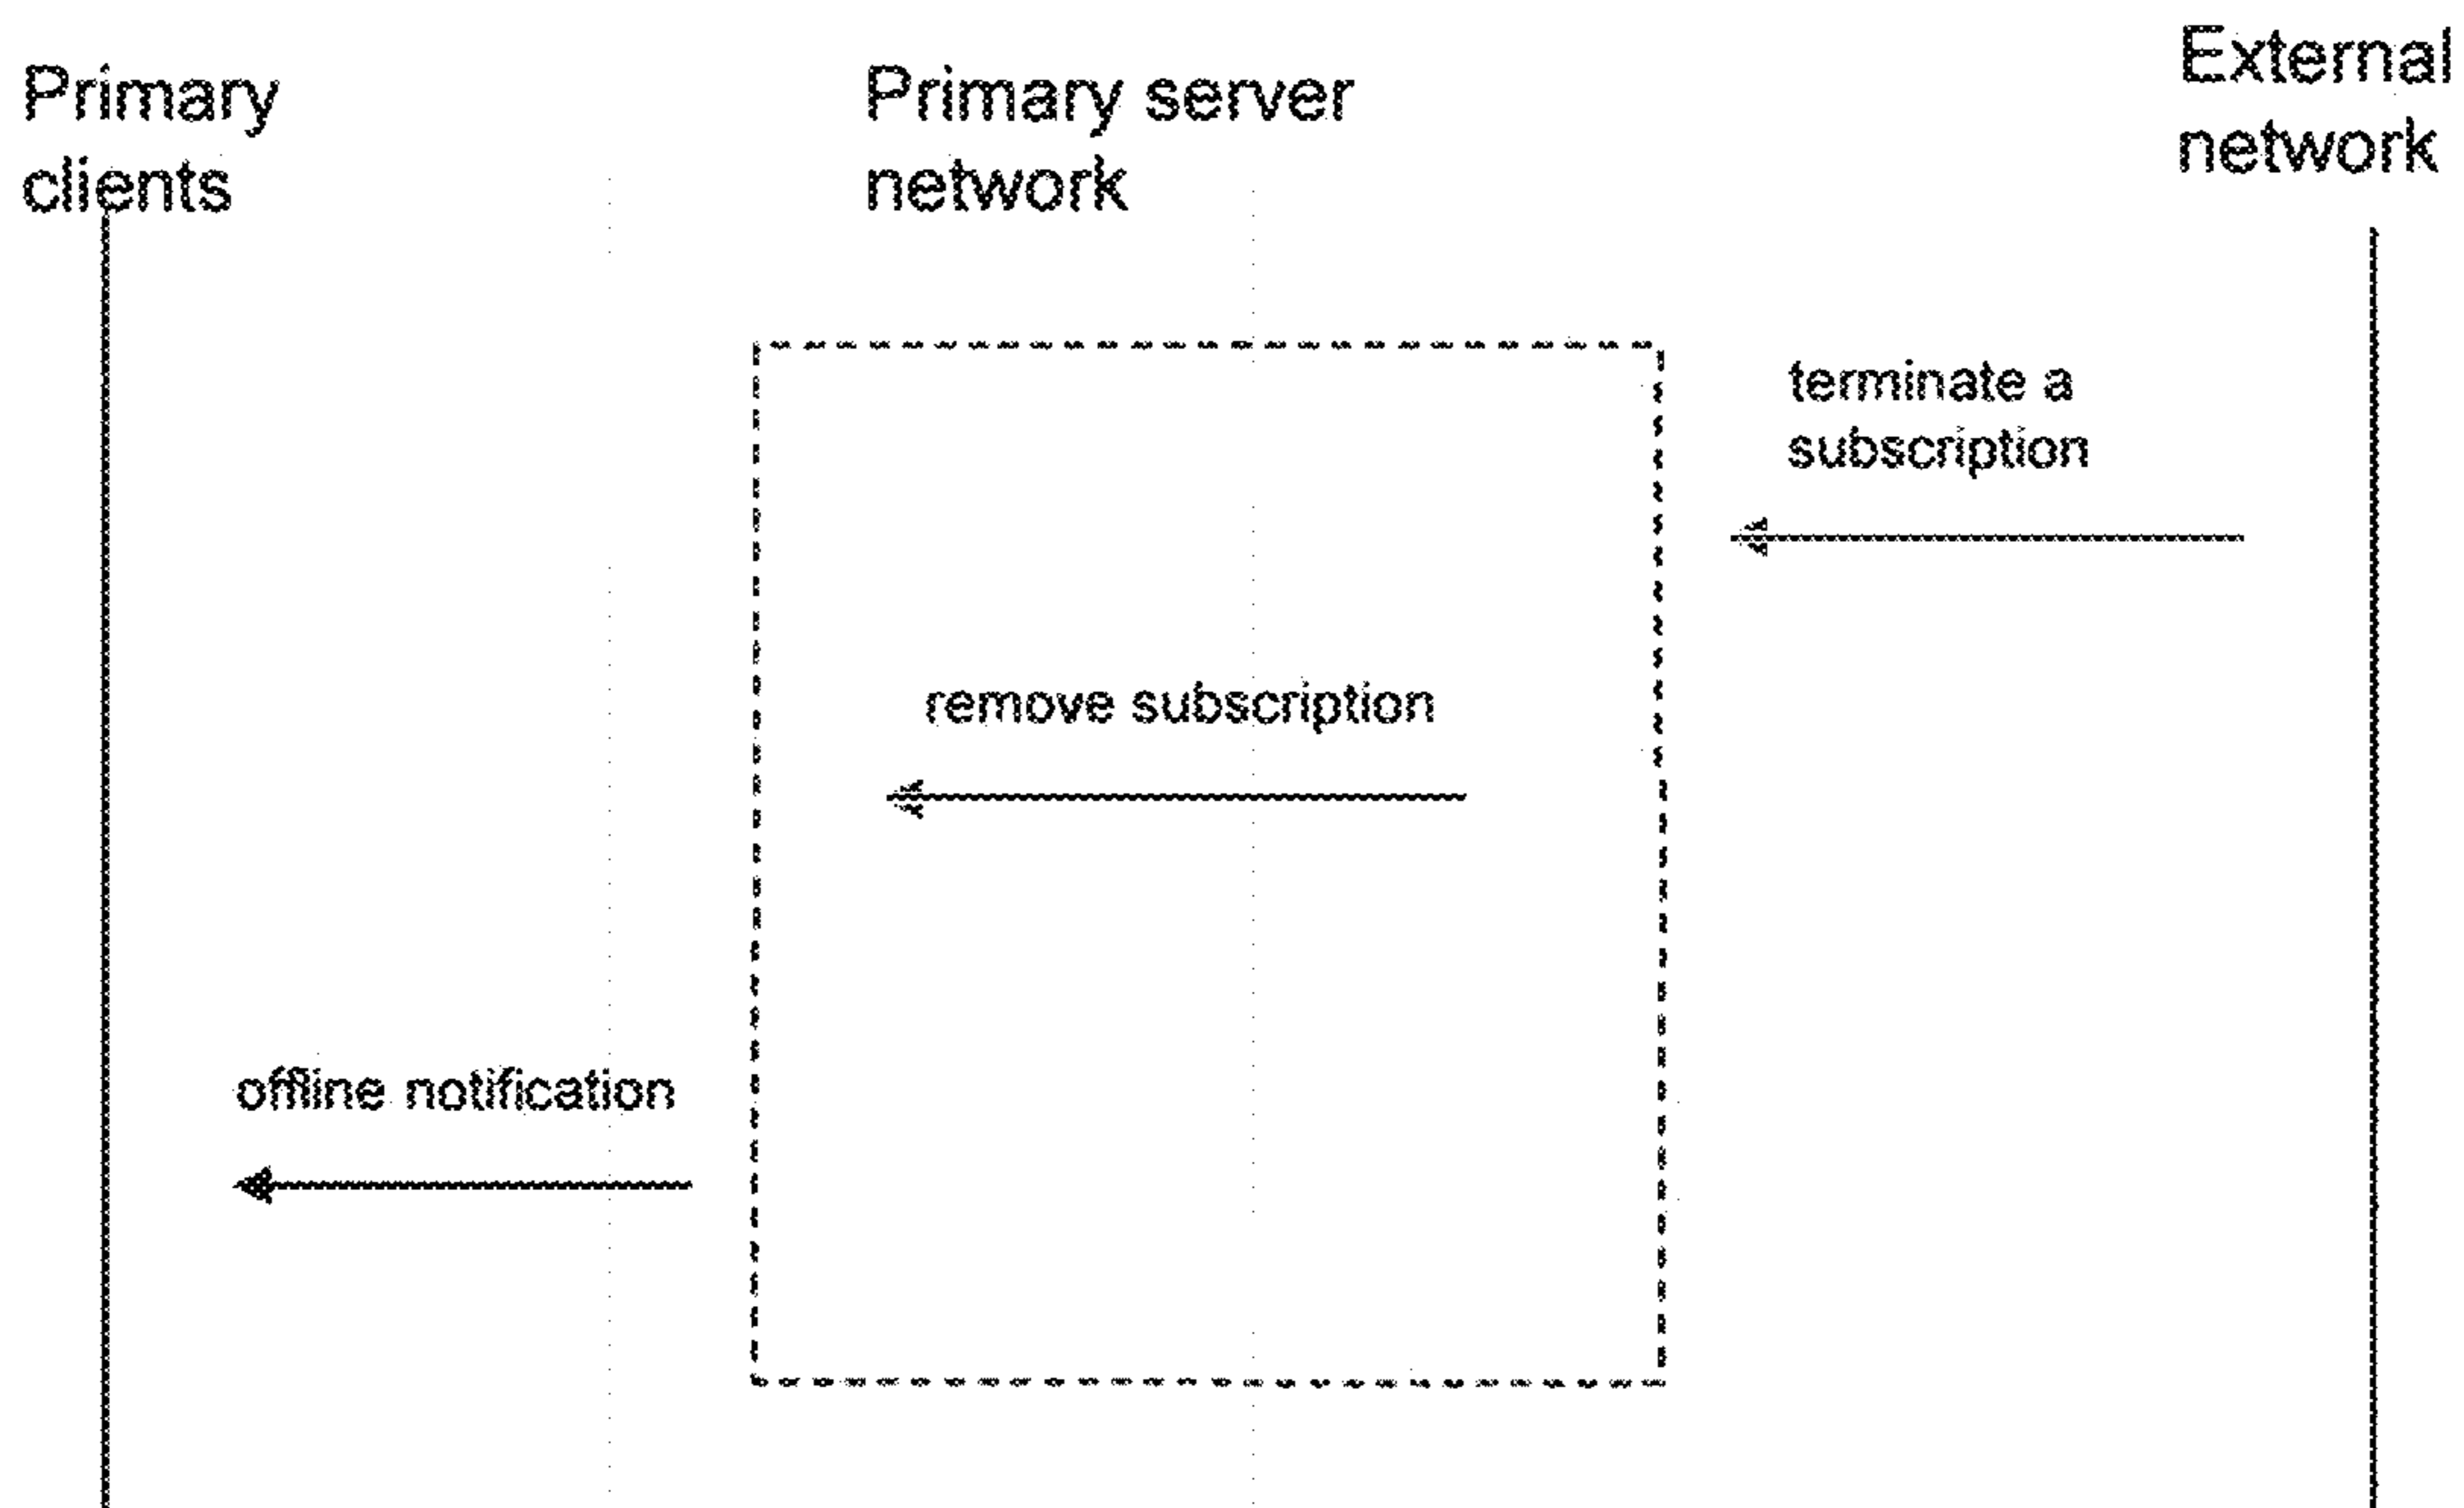 Primary
clients
Primary server
network
External
network
terminate a
subscription
remove subscription
offline notification